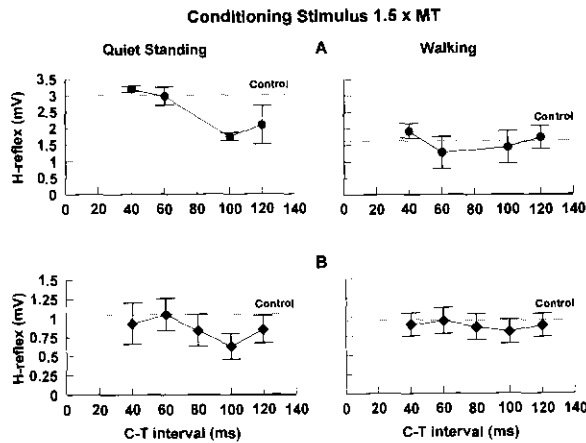 Conditioning Stimulus 1.5 x MT
Quiet Standing A Walking
3.5
3
2.5
2
1.5
1
0.5
0
H-reflex (mV)
Control
Control
0 20 40 60 80 100 120 140
0 20 40 60 80 100 120 140
B
1.5
1.25
1
0.75
0.5
0.25
0
H-reflex (mV)
Control
Control
0 20 40 60 80 100 120 140
0 20 40 60 80 100 120 140
C-T interval (ms)
C-T interval (ms)